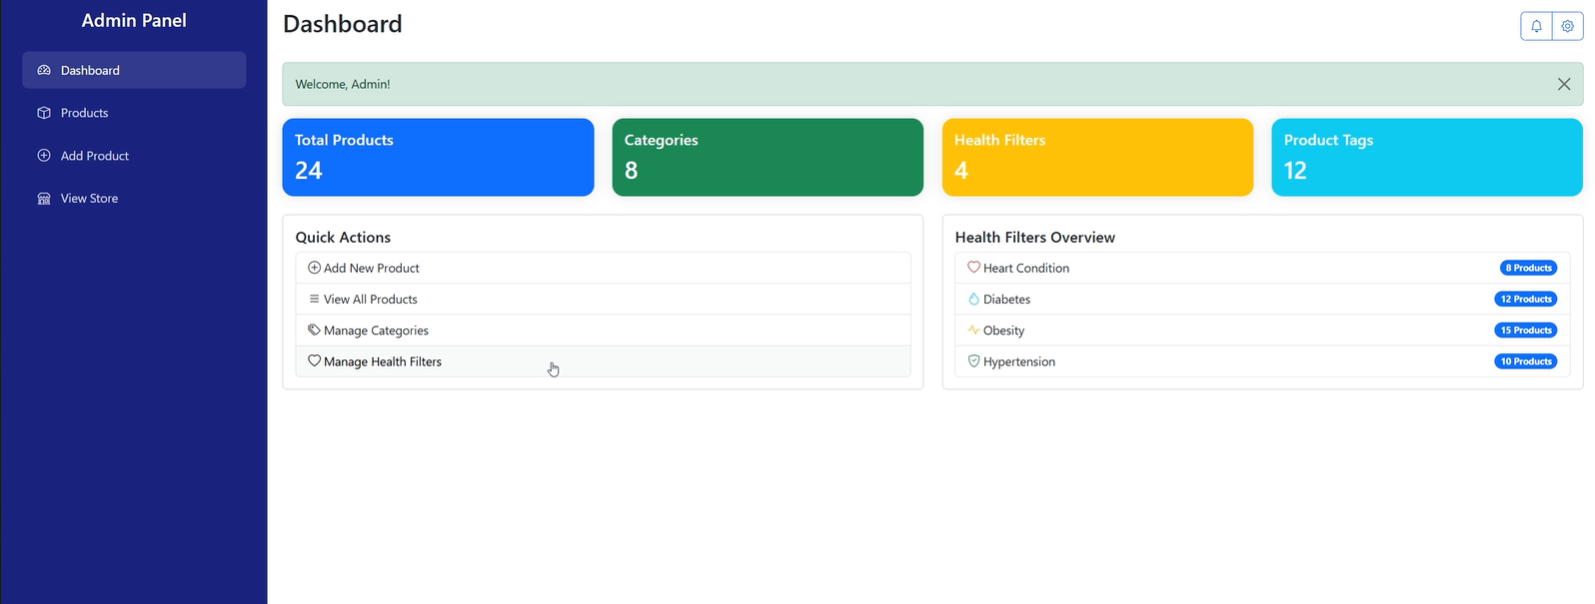 Admin Panel
Dashboard
Products
Add Product
View Store
Dashboard
Welcome, Admin!
Total Products
24
Categories
8
Health Filters
4
Product Tags
12
Quick Actions
Add New Product
View All Products
Manage Categories
Manage Health Filters
Health Filters Overview
Heart Condition 8 Products
Diabetes 12 Products
Obesity 15 Products
Hypertension 10 Products